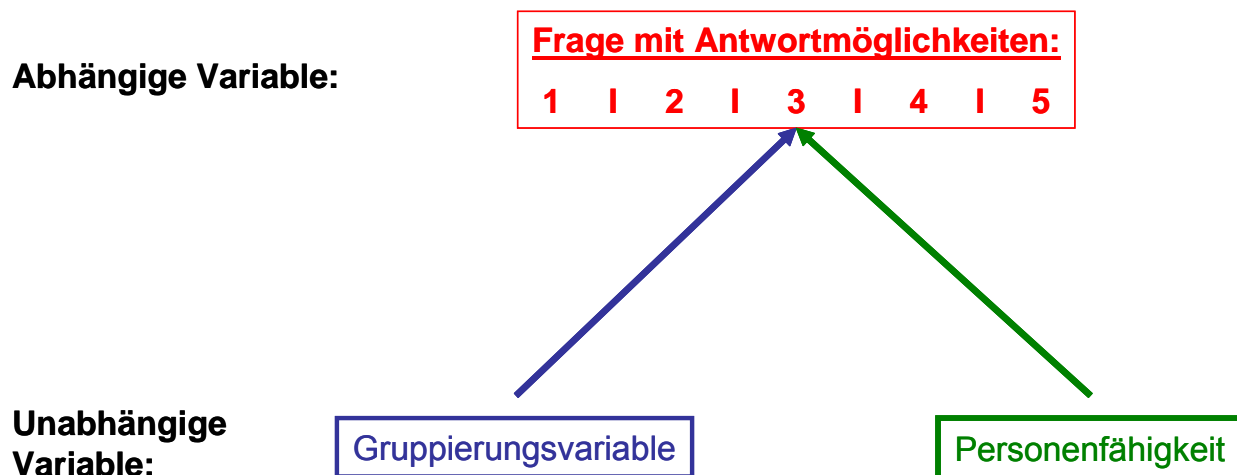 Frage mit Antwortmöglichkeiten:
Abhängige Variable:
1 I 2 I 3 I 4 I 5
Unabhängige
Variable:
Gruppierungsvariable
Personenfähigkeit